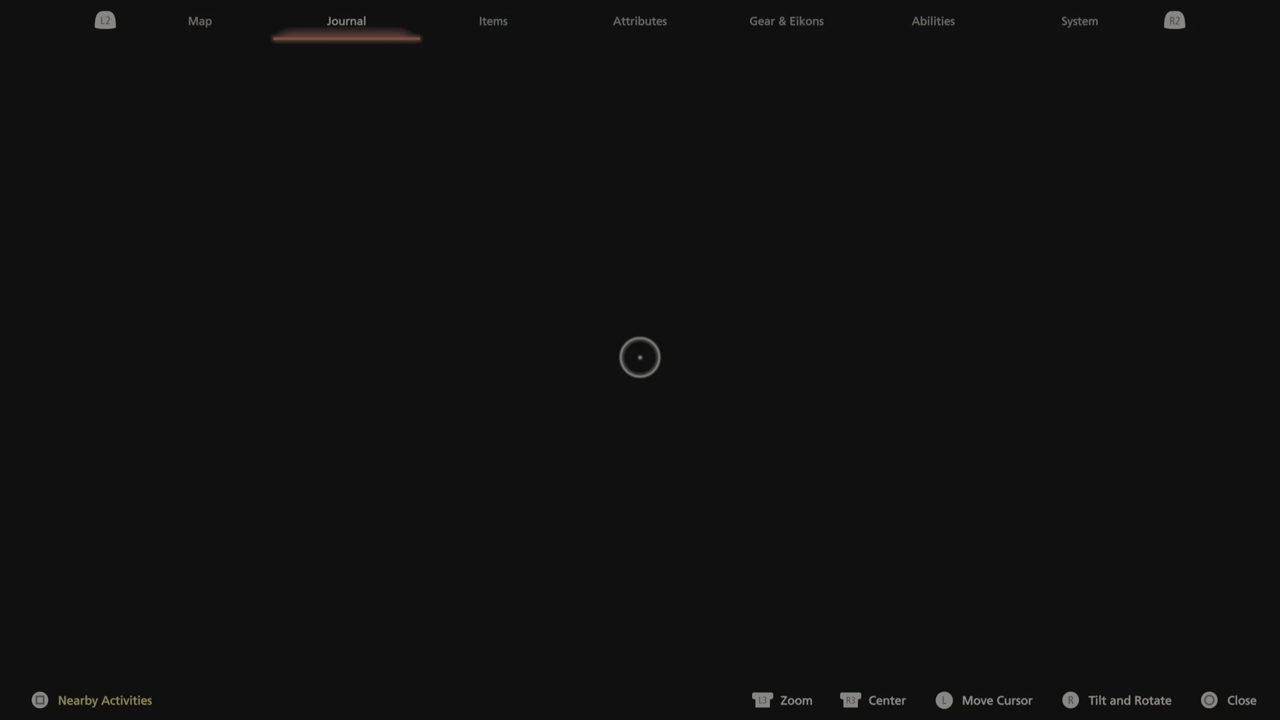 L2 Map Journal Items Attributes Gear & Eikons Abilities System R2
Nearby Activities L3 Zoom R3 Center L Move Cursor R Tilt and Rotate Close